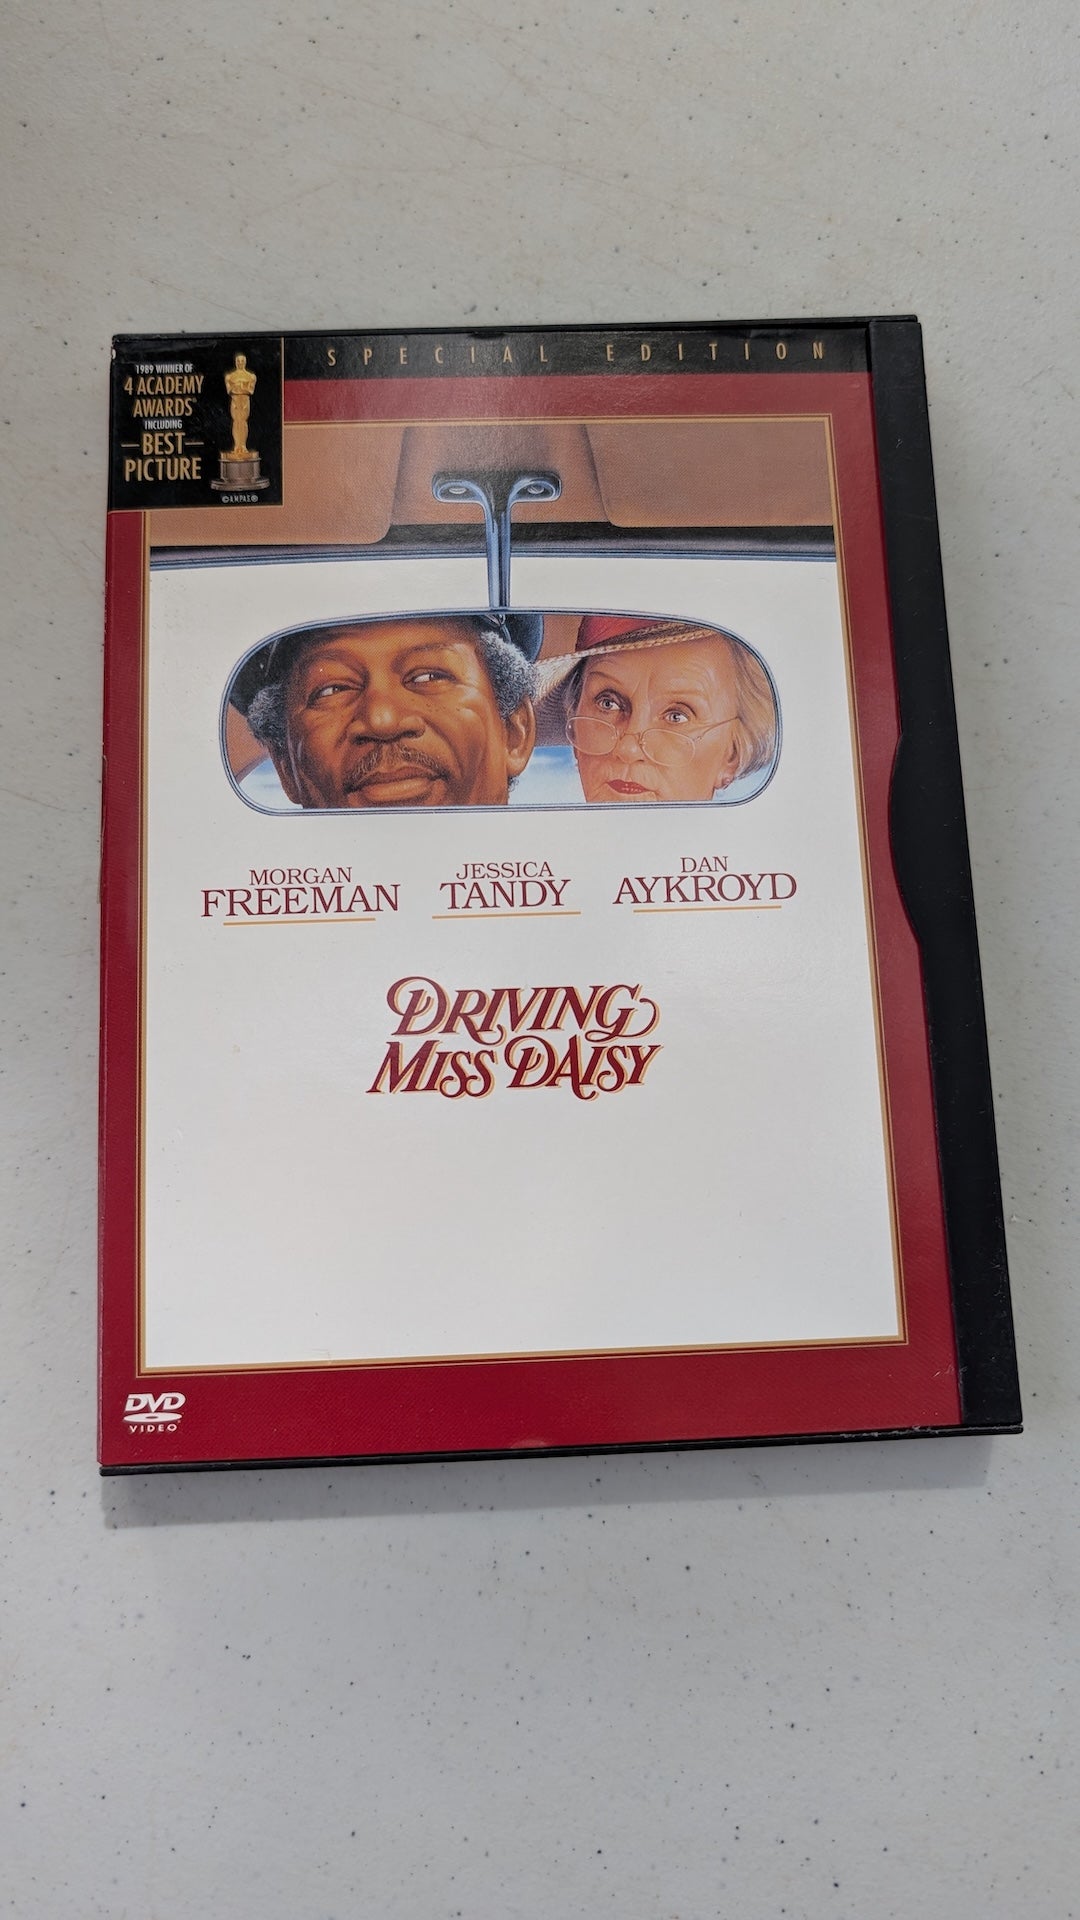 SPECIAL EDITION
1989 WINNER OF
4 ACADEMY
AWARDS®
INCLUDING
—BEST—
PICTURE
©A.M.P.A.S.®
MORGAN
FREEMAN
JESSICA
TANDY
DAN
AYKROYD
DRIVING
MISS DAISY
DVD
VIDEO